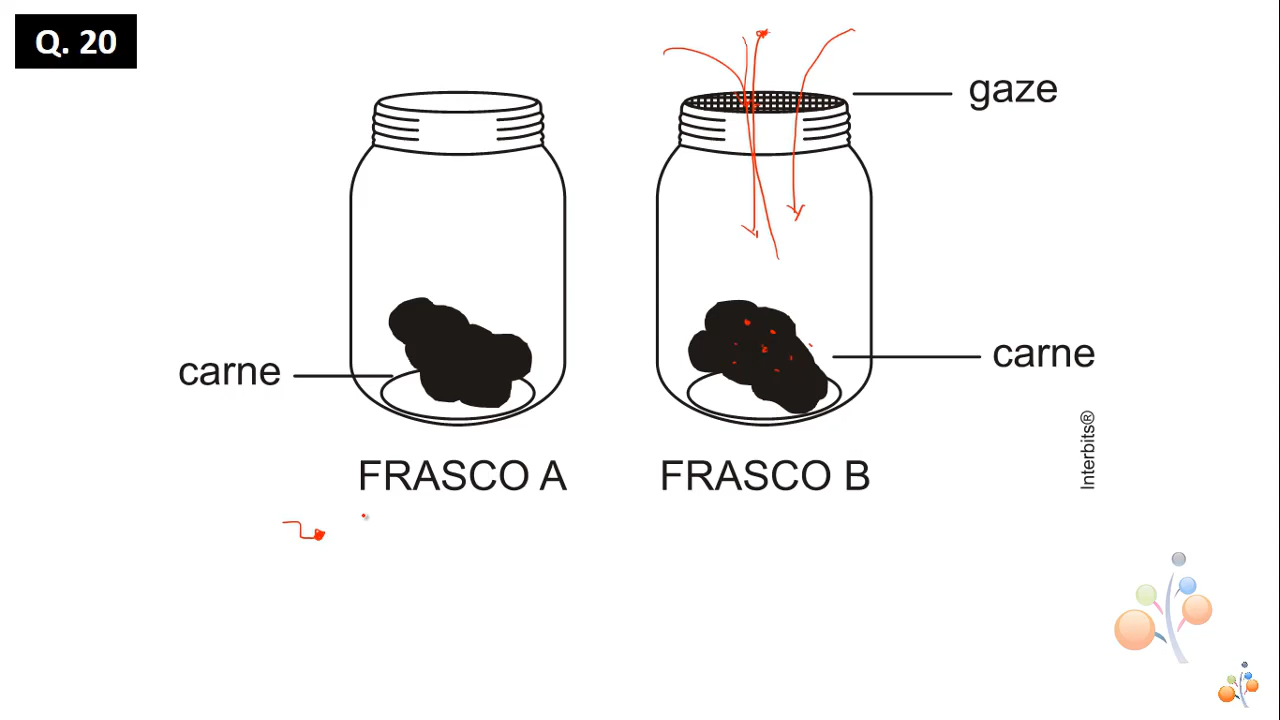 Q. 20
gaze
carne
carne
FRASCO A
FRASCO B
Interbits®